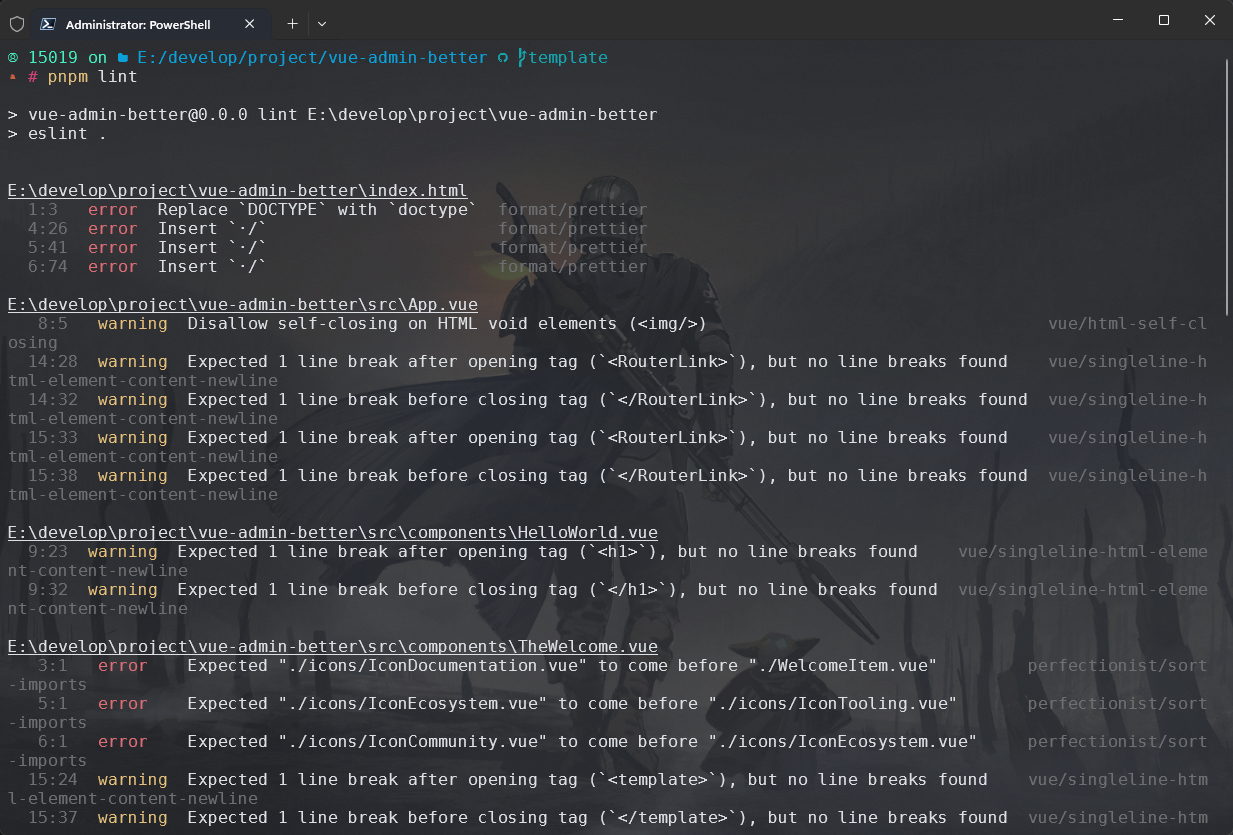 Administrator: PowerShell
15019 on E:/develop/project/vue-admin-better template
# pnpm lint
> vue-admin-better@0.0.0 lint E:\develop\project\vue-admin-better
> eslint .
E:\develop\project\vue-admin-better\index.html
1:3 error Replace `DOCTYPE` with `doctype` format/prettier
4:26 error Insert `·/` format/prettier
5:41 error Insert `·/` format/prettier
6:74 error Insert `·/` format/prettier
E:\develop\project\vue-admin-better\src\App.vue
8:5 warning Disallow self-closing on HTML void elements (<img/>) vue/html-self-cl
osing
14:28 warning Expected 1 line break after opening tag (`<RouterLink>`), but no line breaks found vue/singleline-h
tml-element-content-newline
14:32 warning Expected 1 line break before closing tag (`</RouterLink>`), but no line breaks found vue/singleline-h
tml-element-content-newline
15:33 warning Expected 1 line break after opening tag (`<RouterLink>`), but no line breaks found vue/singleline-h
tml-element-content-newline
15:38 warning Expected 1 line break before closing tag (`</RouterLink>`), but no line breaks found vue/singleline-h
tml-element-content-newline
E:\develop\project\vue-admin-better\src\components\HelloWorld.vue
9:23 warning Expected 1 line break after opening tag (`<h1>`), but no line breaks found vue/singleline-html-eleme
nt-content-newline
9:32 warning Expected 1 line break before closing tag (`</h1>`), but no line breaks found vue/singleline-html-eleme
nt-content-newline
E:\develop\project\vue-admin-better\src\components\TheWelcome.vue
3:1 error Expected "./icons/IconDocumentation.vue" to come before "./WelcomeItem.vue" perfectionist/sort
-imports
5:1 error Expected "./icons/IconEcosystem.vue" to come before "./icons/IconTooling.vue" perfectionist/sort
-imports
6:1 error Expected "./icons/IconCommunity.vue" to come before "./icons/IconEcosystem.vue" perfectionist/sort
-imports
15:24 warning Expected 1 line break after opening tag (`<template>`), but no line breaks found vue/singleline-htm
l-element-content-newline
15:37 warning Expected 1 line break before closing tag (`</template>`), but no line breaks found vue/singleline-htm